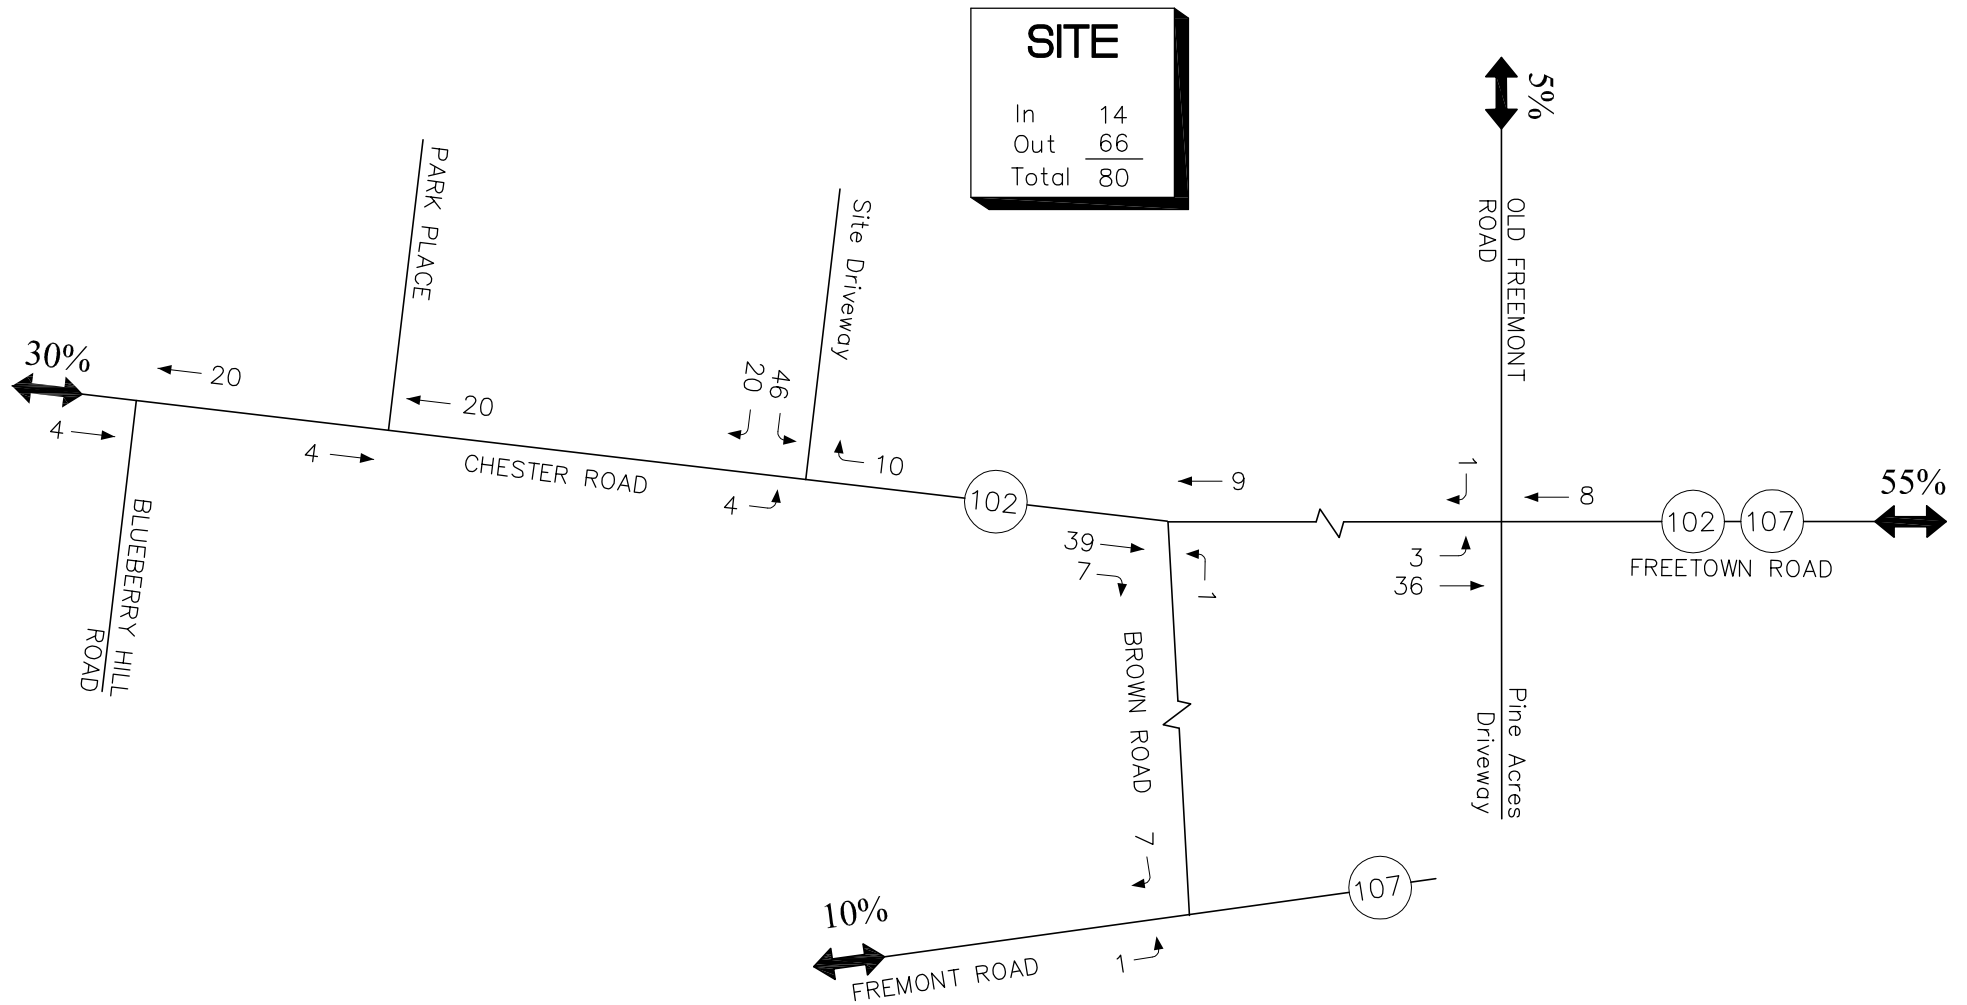 SITE
In 14
Out 66
Total 80
5%
OLD FREEMONT
ROAD
PARK PLACE
Site Driveway
30%
20
4
20
4
CHESTER ROAD
46
20
10
4
102
9
39
7
1
1
8
3
36
102
107
55%
FREETOWN ROAD
BLUEBERRY HILL
ROAD
BROWN ROAD
Pine Acres
Driveway
7
107
10%
1
FREMONT ROAD